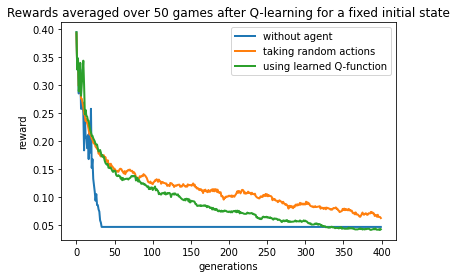 Rewards averaged over 50 games after Q-learning for a fixed initial state
without agent
taking random actions
using learned Q-function
reward
0.40
0.35
0.30
0.25
0.20
0.15
0.10
0.05
0 50 100 150 200 250 300 350 400
generations